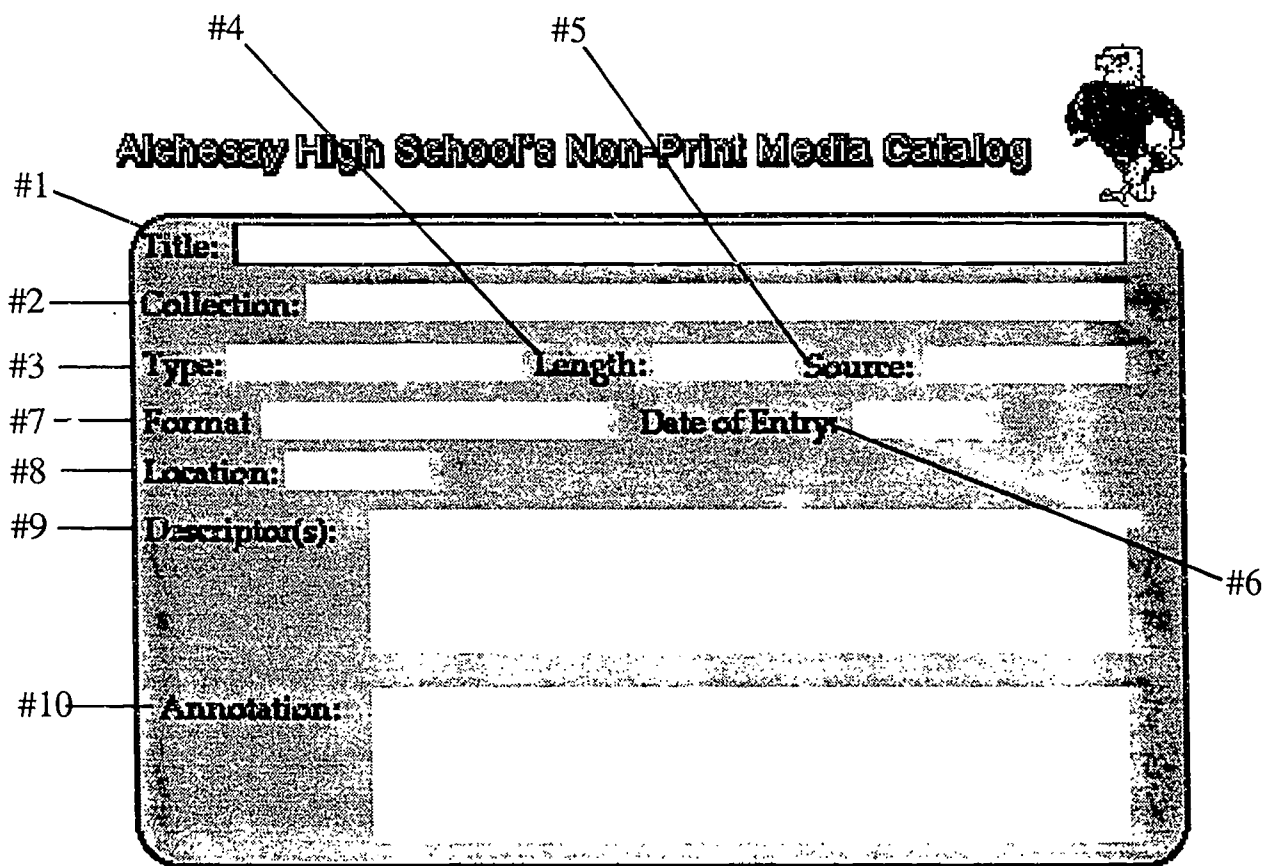 #4 #5
Alchesay High School's Non-Print Media Catalog
#1
Title:
#2 Collection:
#3 Type: Length: Source:
#7 Format Date of Entry:
#8 Location:
#9 Descriptor(s):
#6
#10 Annotation: